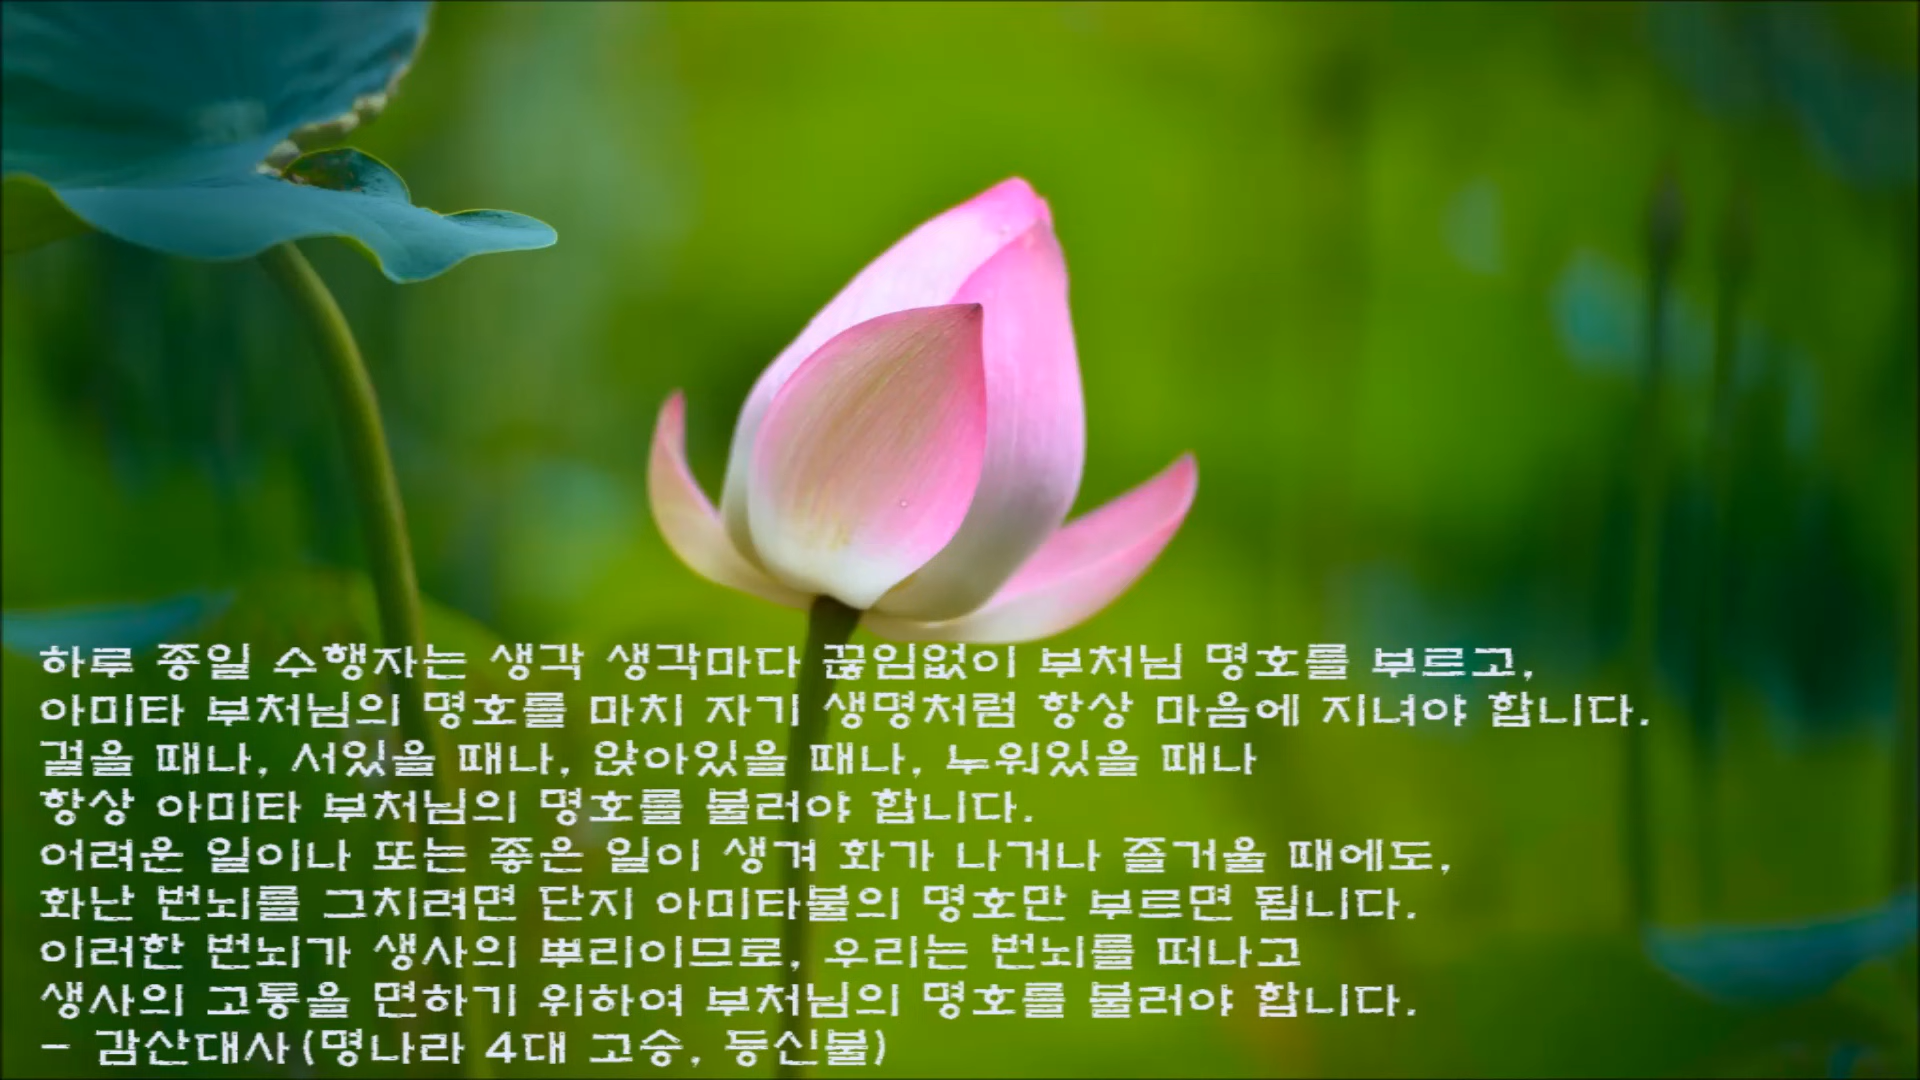 하루 종일 수행자는 생각 생각마다 끊임없이 부처님 명호를 부르고,
아미타 부처님의 명호를 마치 자기 생명처럼 항상 마음에 지녀야 합니다.
걸을 때나, 서있을 때나, 앉아있을 때나, 누워있을 때나
항상 아미타 부처님의 명호를 불러야 합니다.
어려운 일이나 또는 좋은 일이 생겨 화가 나거나 즐거울 때에도,
화난 번뇌를 그치려면 단지 아미타불의 명호만 부르면 됩니다.
이러한 번뇌가 생사의 뿌리이므로, 우리는 번뇌를 떠나고
생사의 고통을 면하기 위하여 부처님의 명호를 불러야 합니다.
- 감산대사(명나라 4대 고승, 등신불)